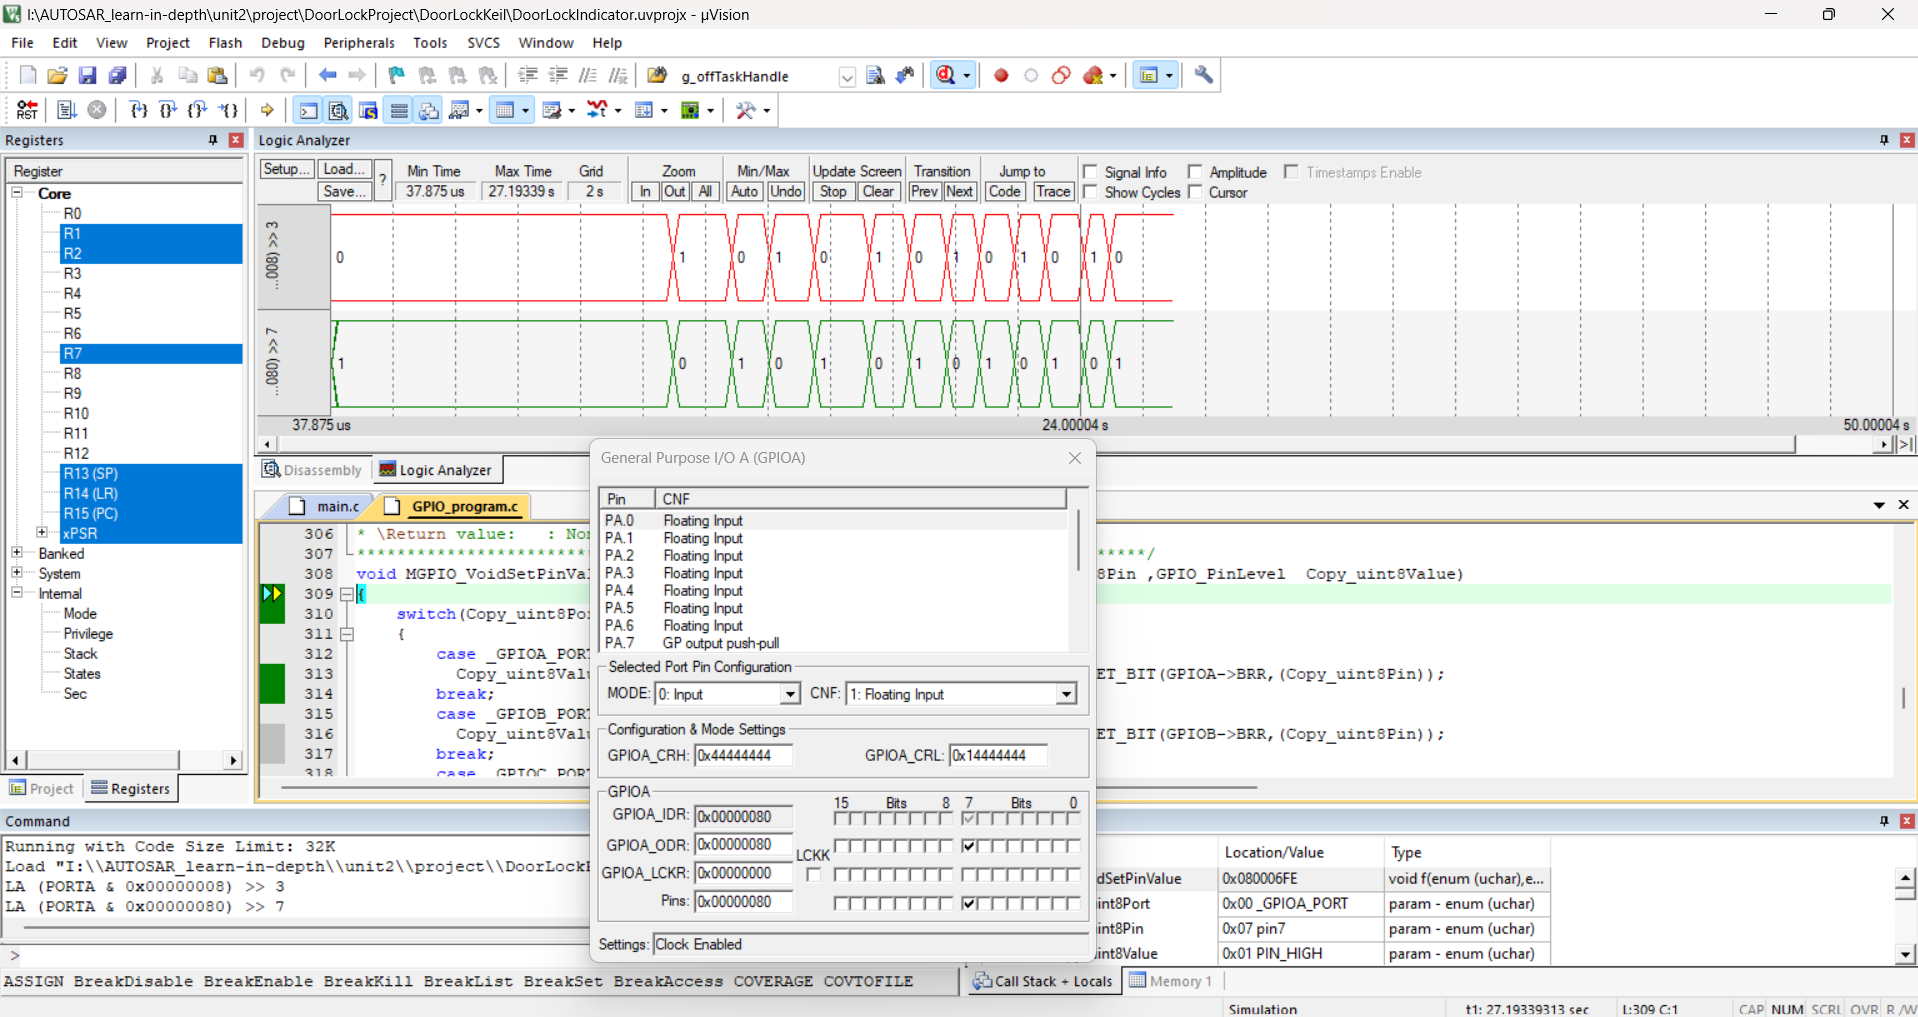 I:\AUTOSAR_learn-in-depth\unit2\project\DoorLockProject\DoorLockKeil\DoorLockIndicator.uvprojx - µVision
File Edit View Project Flash Debug Peripherals Tools SVCS Window Help
g_offTaskHandle
RST
Registers
Logic Analyzer
Register
Core
R0
R1
R2
R3
R4
R5
R6
R7
R8
R9
R10
R11
R12
R13 (SP)
R14 (LR)
R15 (PC)
xPSR
Banked
System
Internal
Mode
Privilege
Stack
States
Sec
Project Registers
Setup... Load... ? Min Time Max Time Grid Zoom Min/Max Update Screen Transition Jump to Signal Info Amplitude Timestamps Enable
Save... 37.875 us 27.19339 s 2 s In Out All Auto Undo Stop Clear Prev Next Code Trace Show Cycles Cursor
...008) >> 3
0 1 0 1 0 1 0 1 0 1 0 1 0
...080) >> 7
1 0 1 0 1 0 1 0 1 0 1 0 1
37.875 us 24.00004 s 50.00004 s
Disassembly Logic Analyzer
main.c GPIO_program.c
306 * \Return value: : No
307 ***********************
*****/
308 void MGPIO_VoidSetPinVa
8Pin ,GPIO_PinLevel Copy_uint8Value)
309 {
310 switch(Copy_uint8Po
311 {
312 case _GPIOA_POR
313 Copy_uint8Val
ET_BIT(GPIOA->BRR,(Copy_uint8Pin));
314 break;
315 case _GPIOB_POR
316 Copy_uint8Val
ET_BIT(GPIOB->BRR,(Copy_uint8Pin));
317 break;
318 case _GPIOC_POR
General Purpose I/O A (GPIOA)
Pin CNF
PA.0 Floating Input
PA.1 Floating Input
PA.2 Floating Input
PA.3 Floating Input
PA.4 Floating Input
PA.5 Floating Input
PA.6 Floating Input
PA.7 GP output push-pull
Selected Port Pin Configuration
MODE: 0: Input CNF: 1: Floating Input
Configuration & Mode Settings
GPIOA_CRH: 0x44444444 GPIOA_CRL: 0x14444444
GPIOA
15 Bits 8 7 Bits 0
GPIOA_IDR: 0x00000080
GPIOA_ODR: 0x00000080
LCKK
GPIOA_LCKR: 0x00000000
Pins: 0x00000080
Settings: Clock Enabled
Command
Running with Code Size Limit: 32K
Load "I:\\AUTOSAR_learn-in-depth\\unit2\\project\\DoorLock
LA (PORTA & 0x00000008) >> 3
LA (PORTA & 0x00000080) >> 7
>
ASSIGN BreakDisable BreakEnable BreakKill BreakList BreakSet BreakAccess COVERAGE COVTOFILE
Location/Value Type
dSetPinValue 0x080006FE void f(enum (uchar),e...
int8Port 0x00 _GPIOA_PORT param - enum (uchar)
int8Pin 0x07 pin7 param - enum (uchar)
int8Value 0x01 PIN_HIGH param - enum (uchar)
Call Stack + Locals Memory 1
Simulation t1: 27.19339313 sec L:309 C:1 CAP NUM SCRL OVR R/W